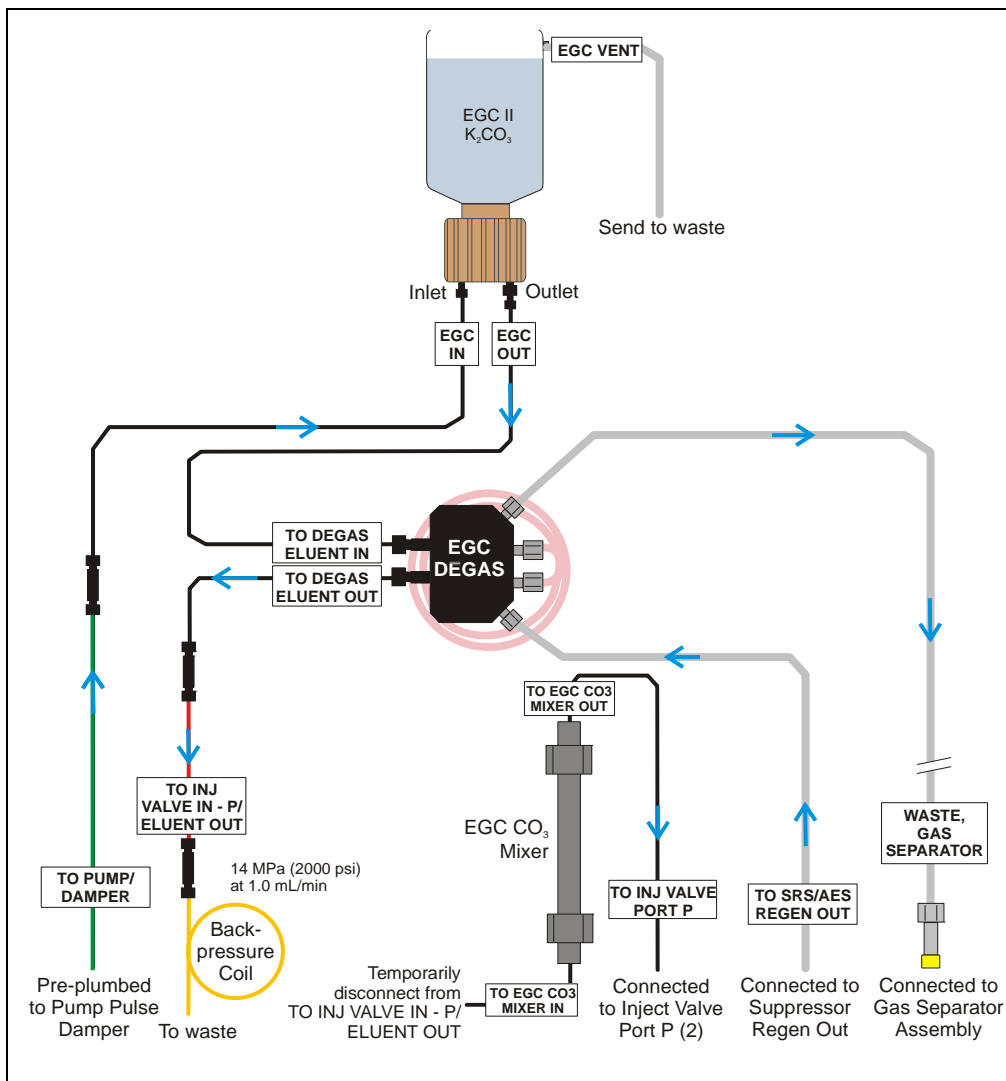 EGC VENT
EGC II
K₂CO₃
Send to waste
Inlet
Outlet
EGC
IN
EGC
OUT
TO DEGAS
ELUENT IN
TO DEGAS
ELUENT OUT
EGC
DEGAS
TO EGC CO3
MIXER OUT
TO INJ
VALVE IN - P/
ELUENT OUT
EGC CO₃
Mixer
WASTE,
GAS
SEPARATOR
14 MPa (2000 psi)
at 1.0 mL/min
TO PUMP/
DAMPER
TO INJ VALVE
PORT P
TO SRS/AES
REGEN OUT
Back-
pressure
Coil
Pre-plumbed
to Pump Pulse
Damper
To waste
Temporarily
disconnect from
TO INJ VALVE IN - P/
ELUENT OUT
TO EGC CO3
MIXER IN
Connected
to Inject Valve
Port P (2)
Connected to
Suppressor
Regen Out
Connected to
Gas Separator
Assembly